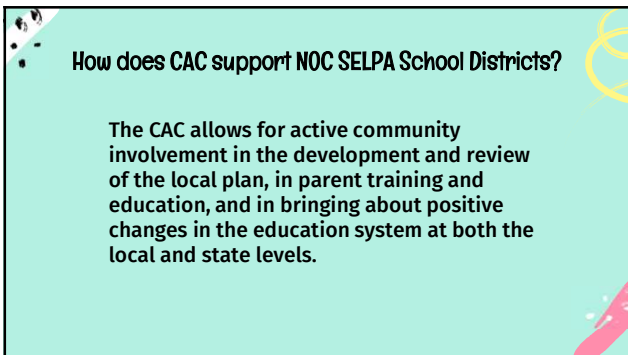 How does CAC support NOC SELPA School Districts?
The CAC allows for active community
involvement in the development and review
of the local plan, in parent training and
education, and in bringing about positive
changes in the education system at both the
local and state levels.